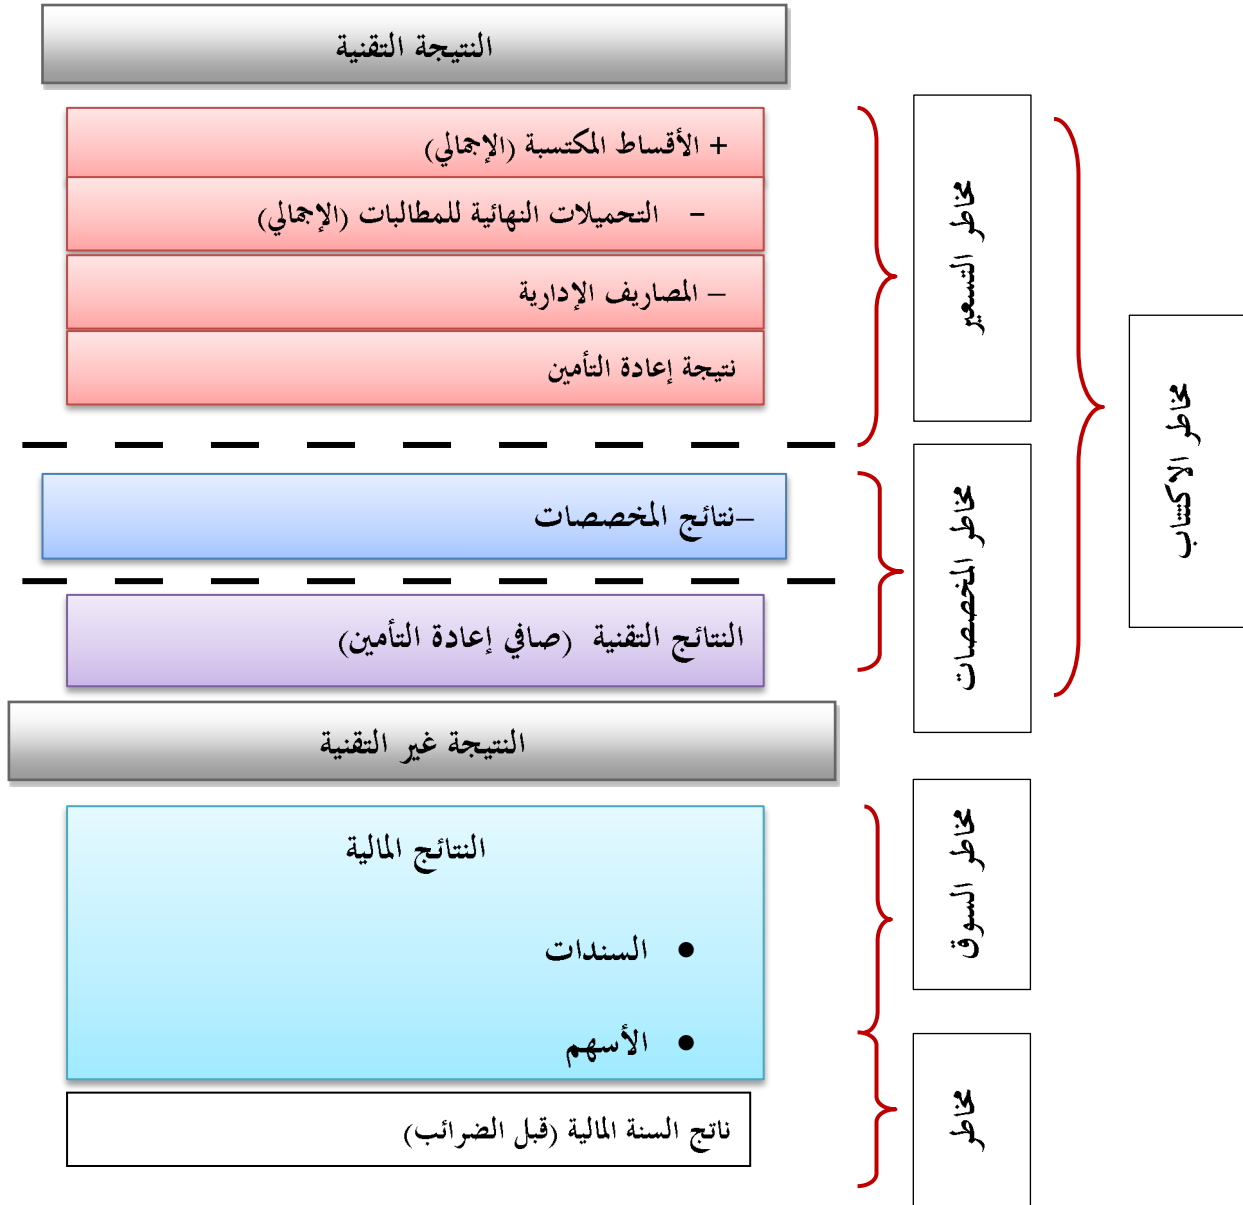 النتيجة التقنية
+ الأقساط المكتسبة (الإجمالي)
- التحميلات النهائية للمطالبات (الإجمالي)
– المصاريف الإدارية
نتيجة إعادة التأمين
مخاطر التسعير
مخاطر الاكتتاب
–نتائج المخصصات
النتائج التقنية (صافي إعادة التأمين)
مخاطر المخصصات
النتيجة غير التقنية
النتائج المالية
• السندات
• الأسهم
مخاطر السوق
ناتج السنة المالية (قبل الضرائب)
مخاطر